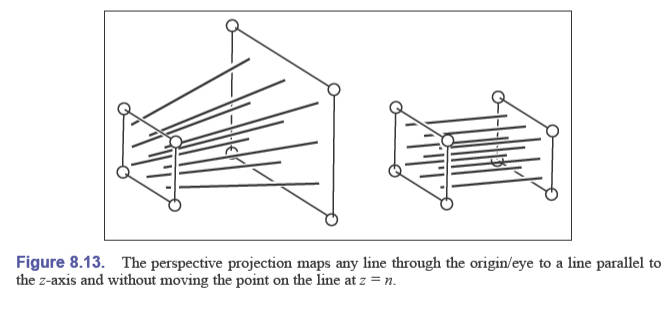 Figure 8.13. The perspective projection maps any line through the origin/eye to a line parallel to
the z-axis and without moving the point on the line at z = n.